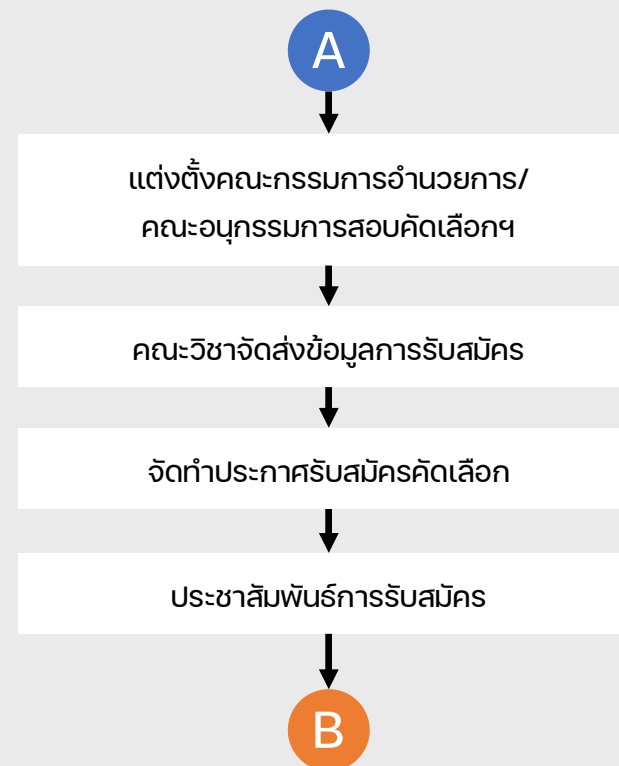 A
แต่งตั้งคณะกรรมการอำนวยการ/
คณะอนุกรรมการสอบคัดเลือกฯ
คณะวิชาจัดส่งข้อมูลการรับสมัคร
จัดทำประกาศรับสมัครคัดเลือก
ประชาสัมพันธ์การรับสมัคร
B